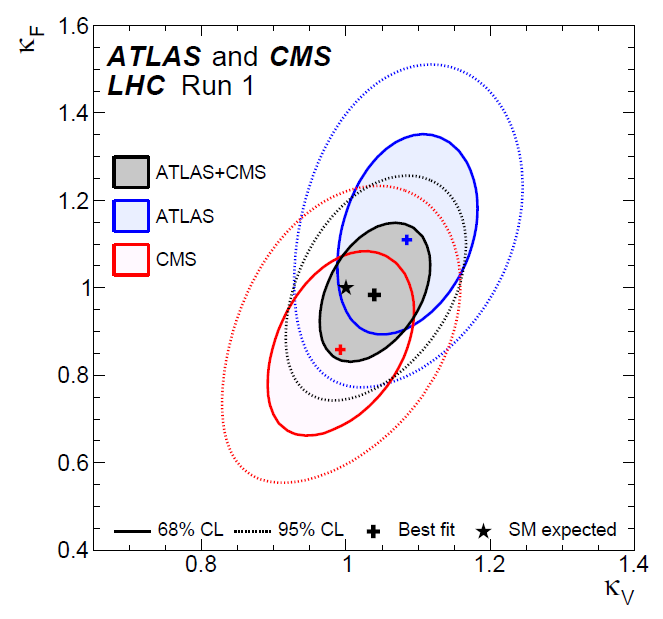 κF
1.6
1.4
1.2
1
0.8
0.6
0.4
ATLAS and CMS
LHC Run 1
ATLAS+CMS
ATLAS
CMS
68% CL 95% CL Best fit SM expected
0.8 1 1.2 1.4
κV